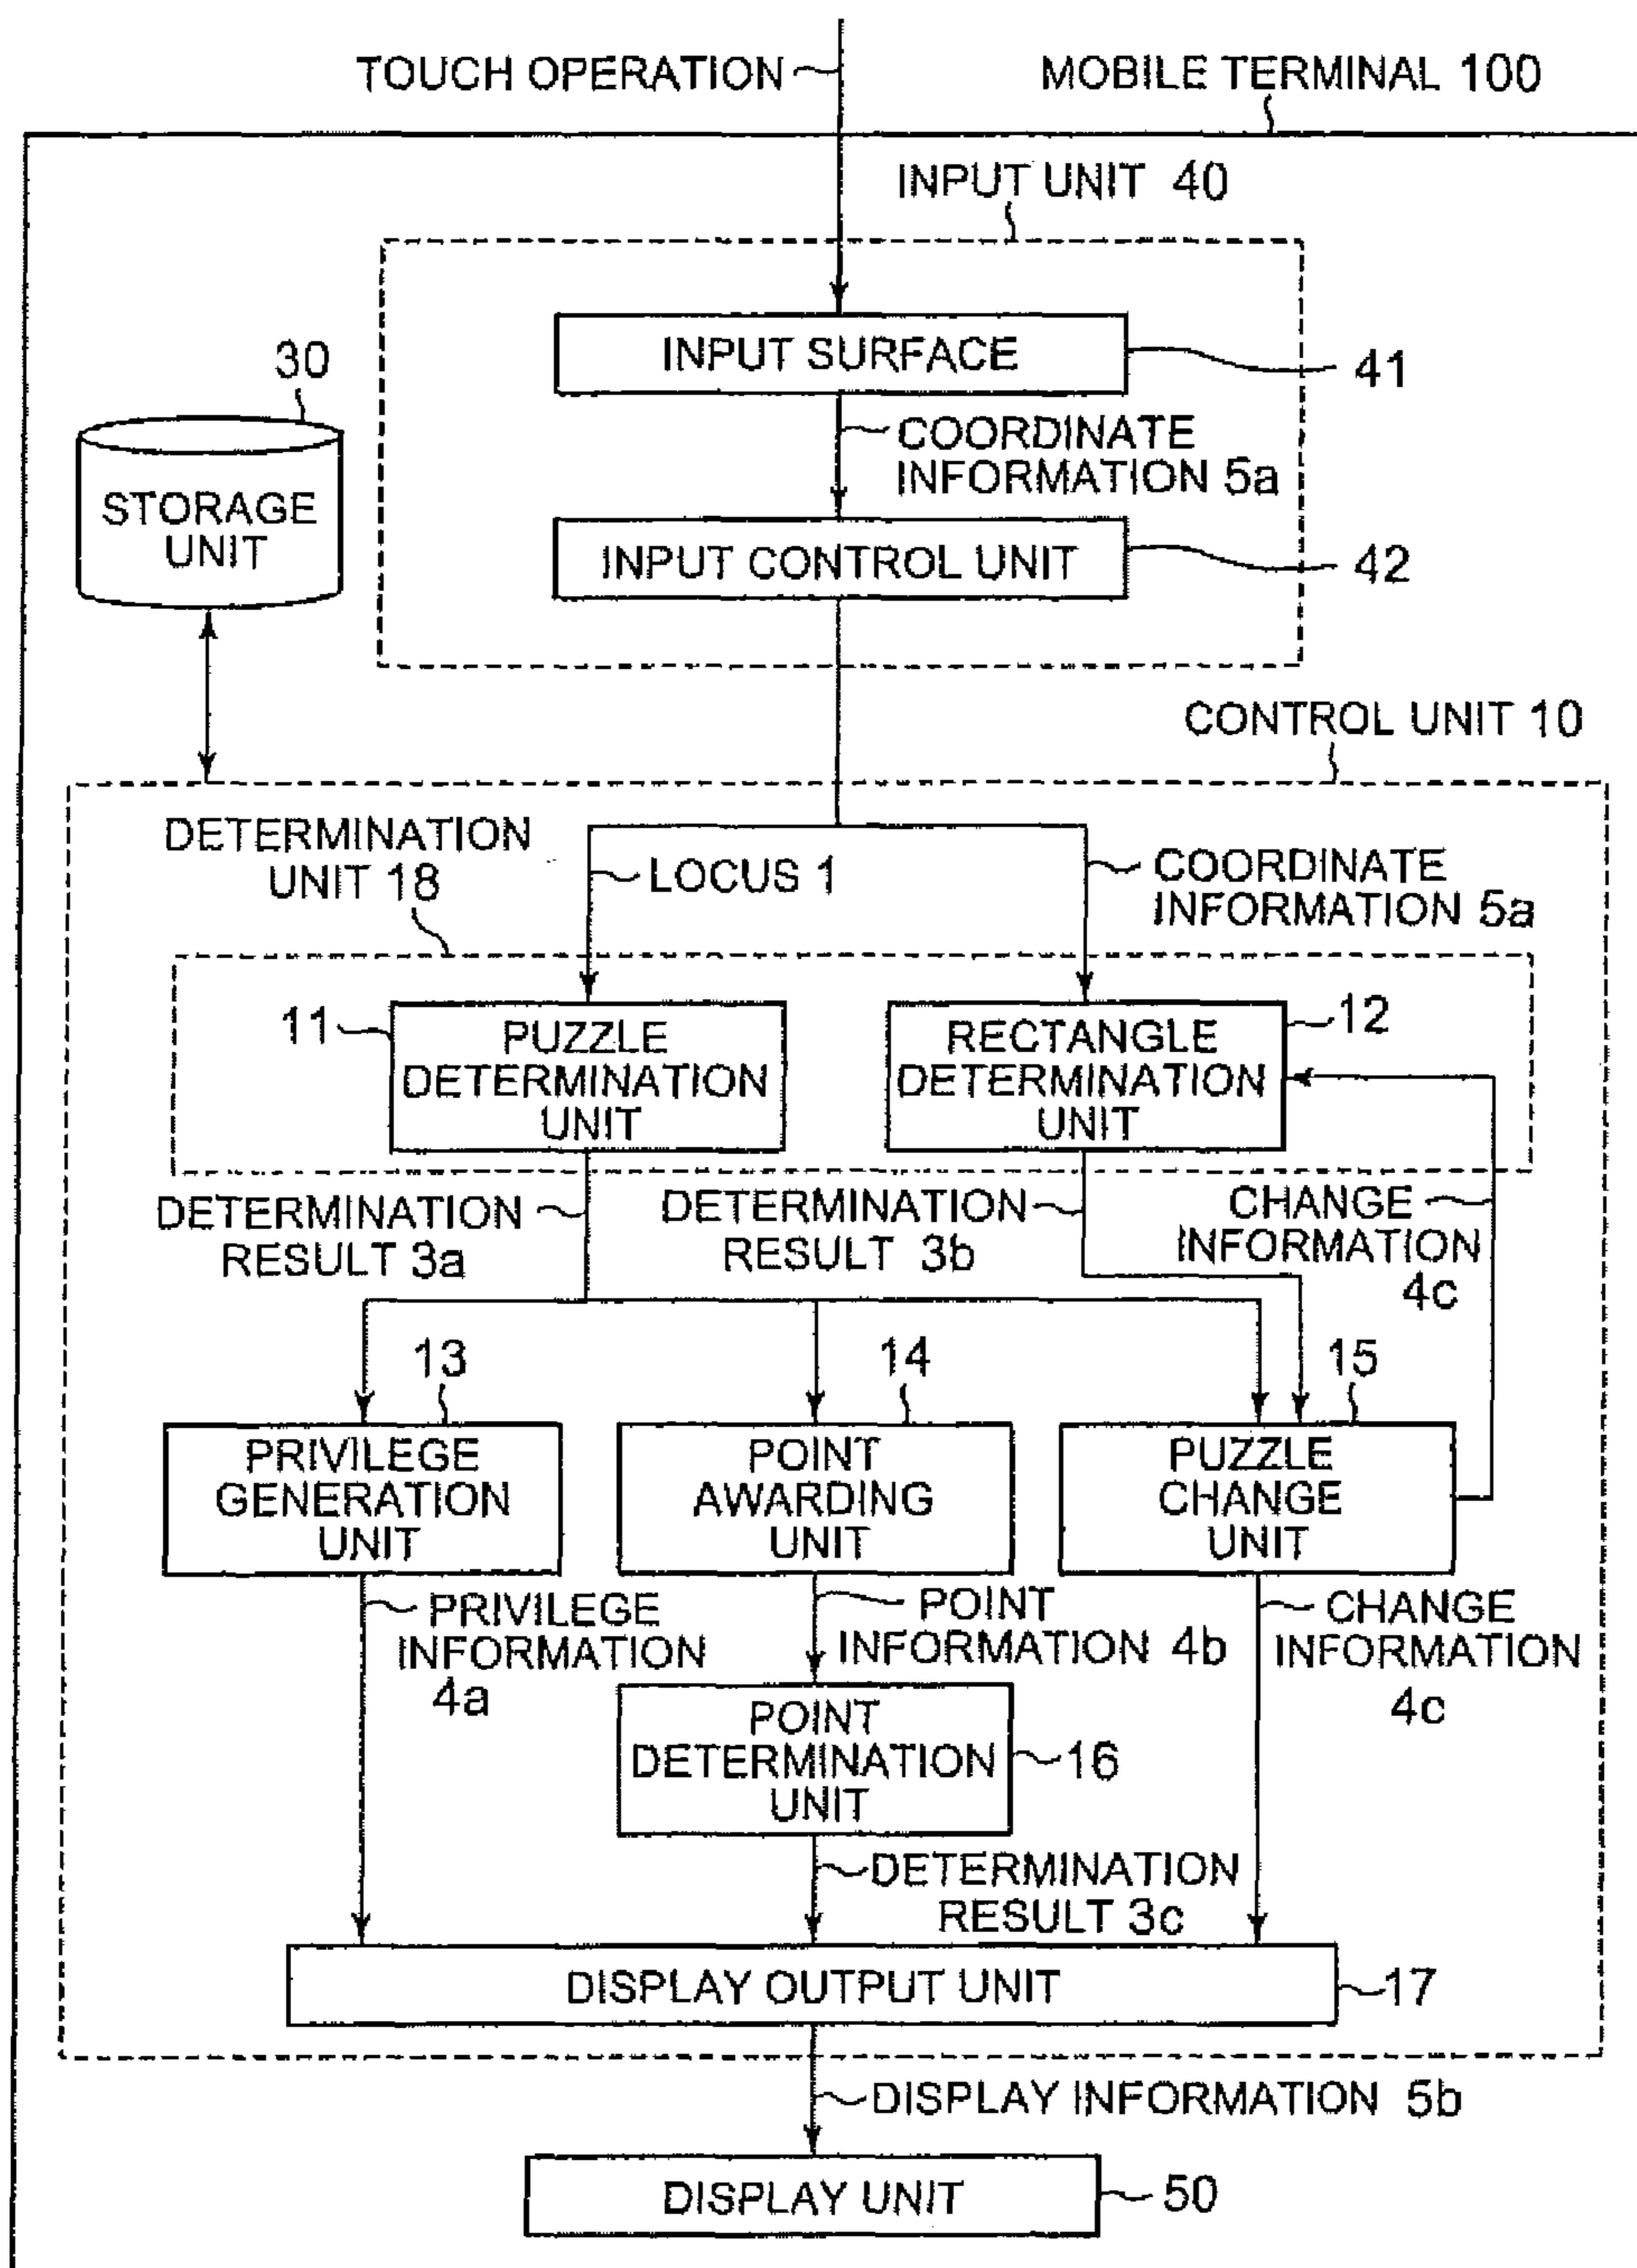 TOUCH OPERATION
MOBILE TERMINAL 100
INPUT UNIT 40
INPUT SURFACE
41
30
COORDINATE
INFORMATION 5a
STORAGE
UNIT
INPUT CONTROL UNIT
42
CONTROL UNIT 10
DETERMINATION
UNIT 18
LOCUS 1
COORDINATE
INFORMATION 5a
11
PUZZLE
DETERMINATION
UNIT
RECTANGLE
DETERMINATION
UNIT
12
DETERMINATION
RESULT 3a
DETERMINATION
RESULT 3b
CHANGE
INFORMATION
4c
13
14
15
PRIVILEGE
GENERATION
UNIT
POINT
AWARDING
UNIT
PUZZLE
CHANGE
UNIT
PRIVILEGE
INFORMATION
4a
POINT
INFORMATION 4b
CHANGE
INFORMATION
4c
POINT
DETERMINATION
UNIT
16
DETERMINATION
RESULT 3c
DISPLAY OUTPUT UNIT
17
DISPLAY INFORMATION 5b
DISPLAY UNIT
50